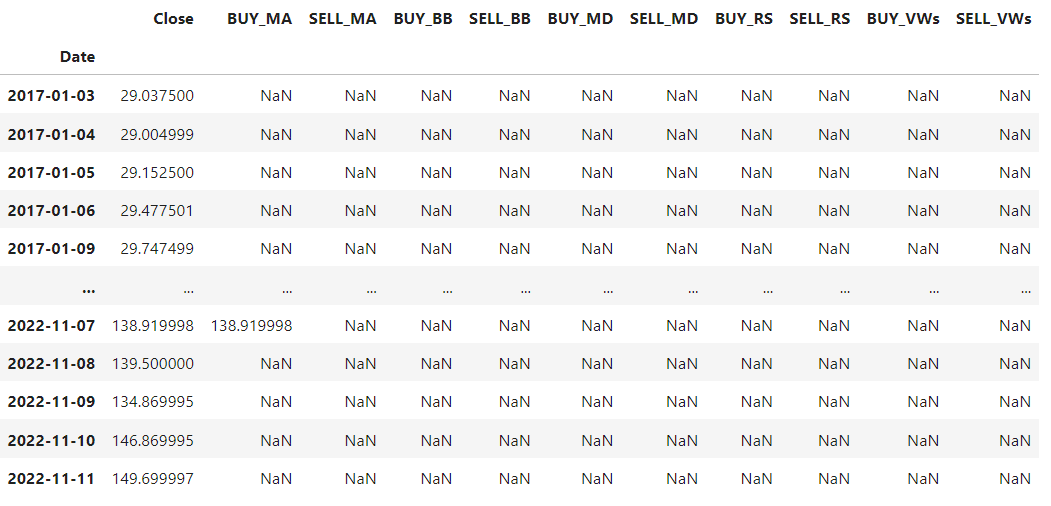 Close BUY_MA SELL_MA BUY_BB SELL_BB BUY_MD SELL_MD BUY_RS SELL_RS BUY_VWs SELL_VWs
Date
2017-01-03 29.037500 NaN NaN NaN NaN NaN NaN NaN NaN NaN NaN
2017-01-04 29.004999 NaN NaN NaN NaN NaN NaN NaN NaN NaN NaN
2017-01-05 29.152500 NaN NaN NaN NaN NaN NaN NaN NaN NaN NaN
2017-01-06 29.477501 NaN NaN NaN NaN NaN NaN NaN NaN NaN NaN
2017-01-09 29.747499 NaN NaN NaN NaN NaN NaN NaN NaN NaN NaN
... ... ... ... ... ... ... ... ... ... ... ...
2022-11-07 138.919998 138.919998 NaN NaN NaN NaN NaN NaN NaN NaN NaN
2022-11-08 139.500000 NaN NaN NaN NaN NaN NaN NaN NaN NaN NaN
2022-11-09 134.869995 NaN NaN NaN NaN NaN NaN NaN NaN NaN NaN
2022-11-10 146.869995 NaN NaN NaN NaN NaN NaN NaN NaN NaN NaN
2022-11-11 149.699997 NaN NaN NaN NaN NaN NaN NaN NaN NaN NaN